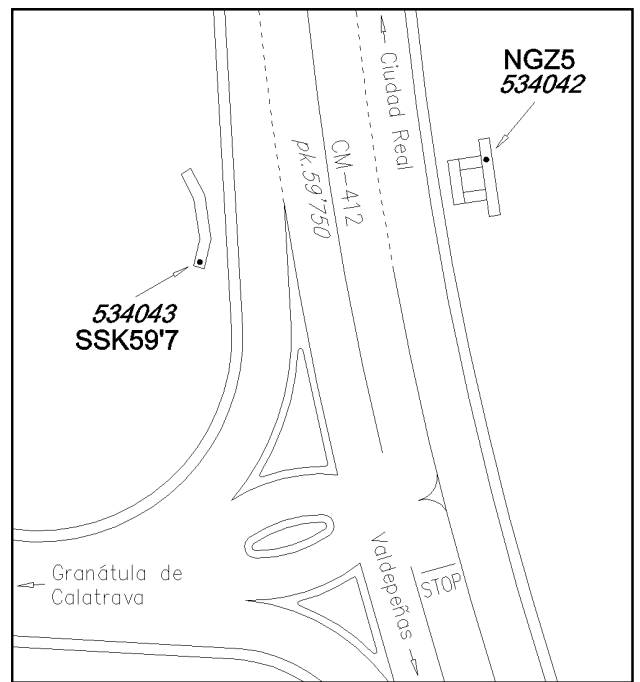 NGZ5
534042
Ciudad Real
CM-412
pk.59'750
534043
SSK59'7
Granátula de
Calatrava
Valdepeñas
STOP